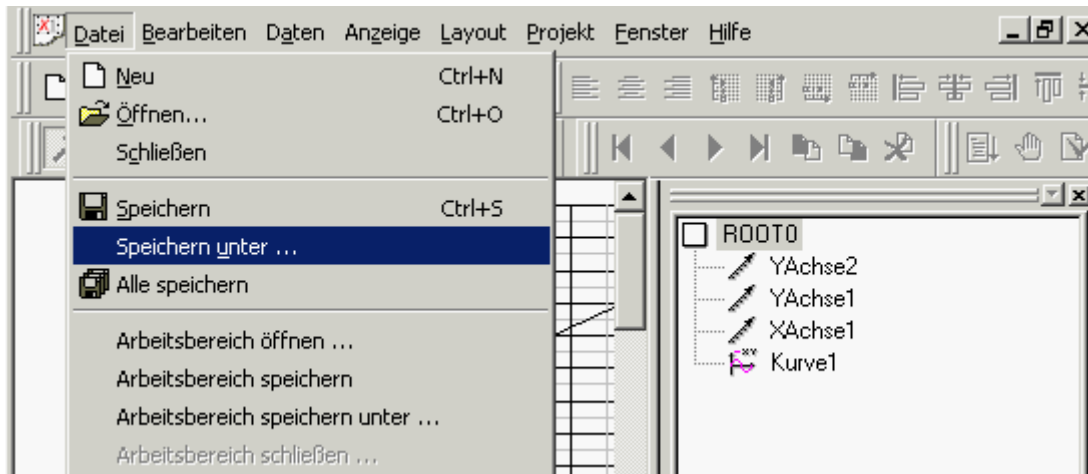 Datei Bearbeiten Daten Anzeige Layout Projekt Fenster Hilfe
Neu Ctrl+N
Öffnen... Ctrl+O
Schließen
Speichern Ctrl+S
Speichern unter ...
Alle speichern
Arbeitsbereich öffnen ...
Arbeitsbereich speichern
Arbeitsbereich speichern unter ...
Arbeitsbereich schließen ...
ROOT0
YAchse2
YAchse1
XAchse1
Kurve1